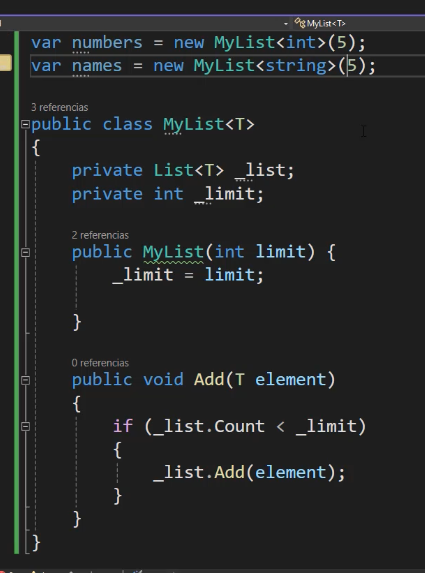 MyList<T>
var numbers = new MyList<int>(5);
var names = new MyList<string>(5);
3 referencias
public class MyList<T>
{
private List<T> _list;
private int _limit;
2 referencias
public MyList(int limit) {
_limit = limit;
}
0 referencias
public void Add(T element)
{
if (_list.Count < _limit)
{
_list.Add(element);
}
}
}